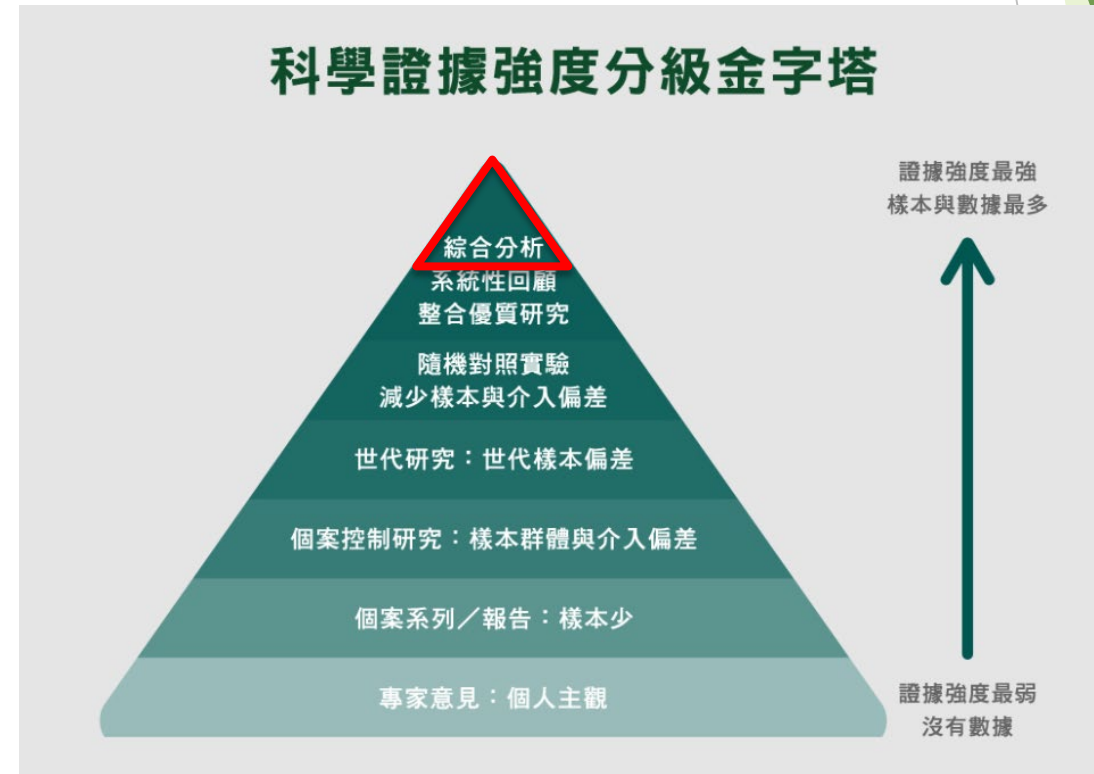 科學證據強度分級金字塔
證據強度最強
樣本與數據最多
綜合分析
系統性回顧
整合優質研究
隨機對照實驗
減少樣本與介入偏差
世代研究：世代樣本偏差
個案控制研究：樣本群體與介入偏差
個案系列／報告：樣本少
專家意見：個人主觀
證據強度最弱
沒有數據